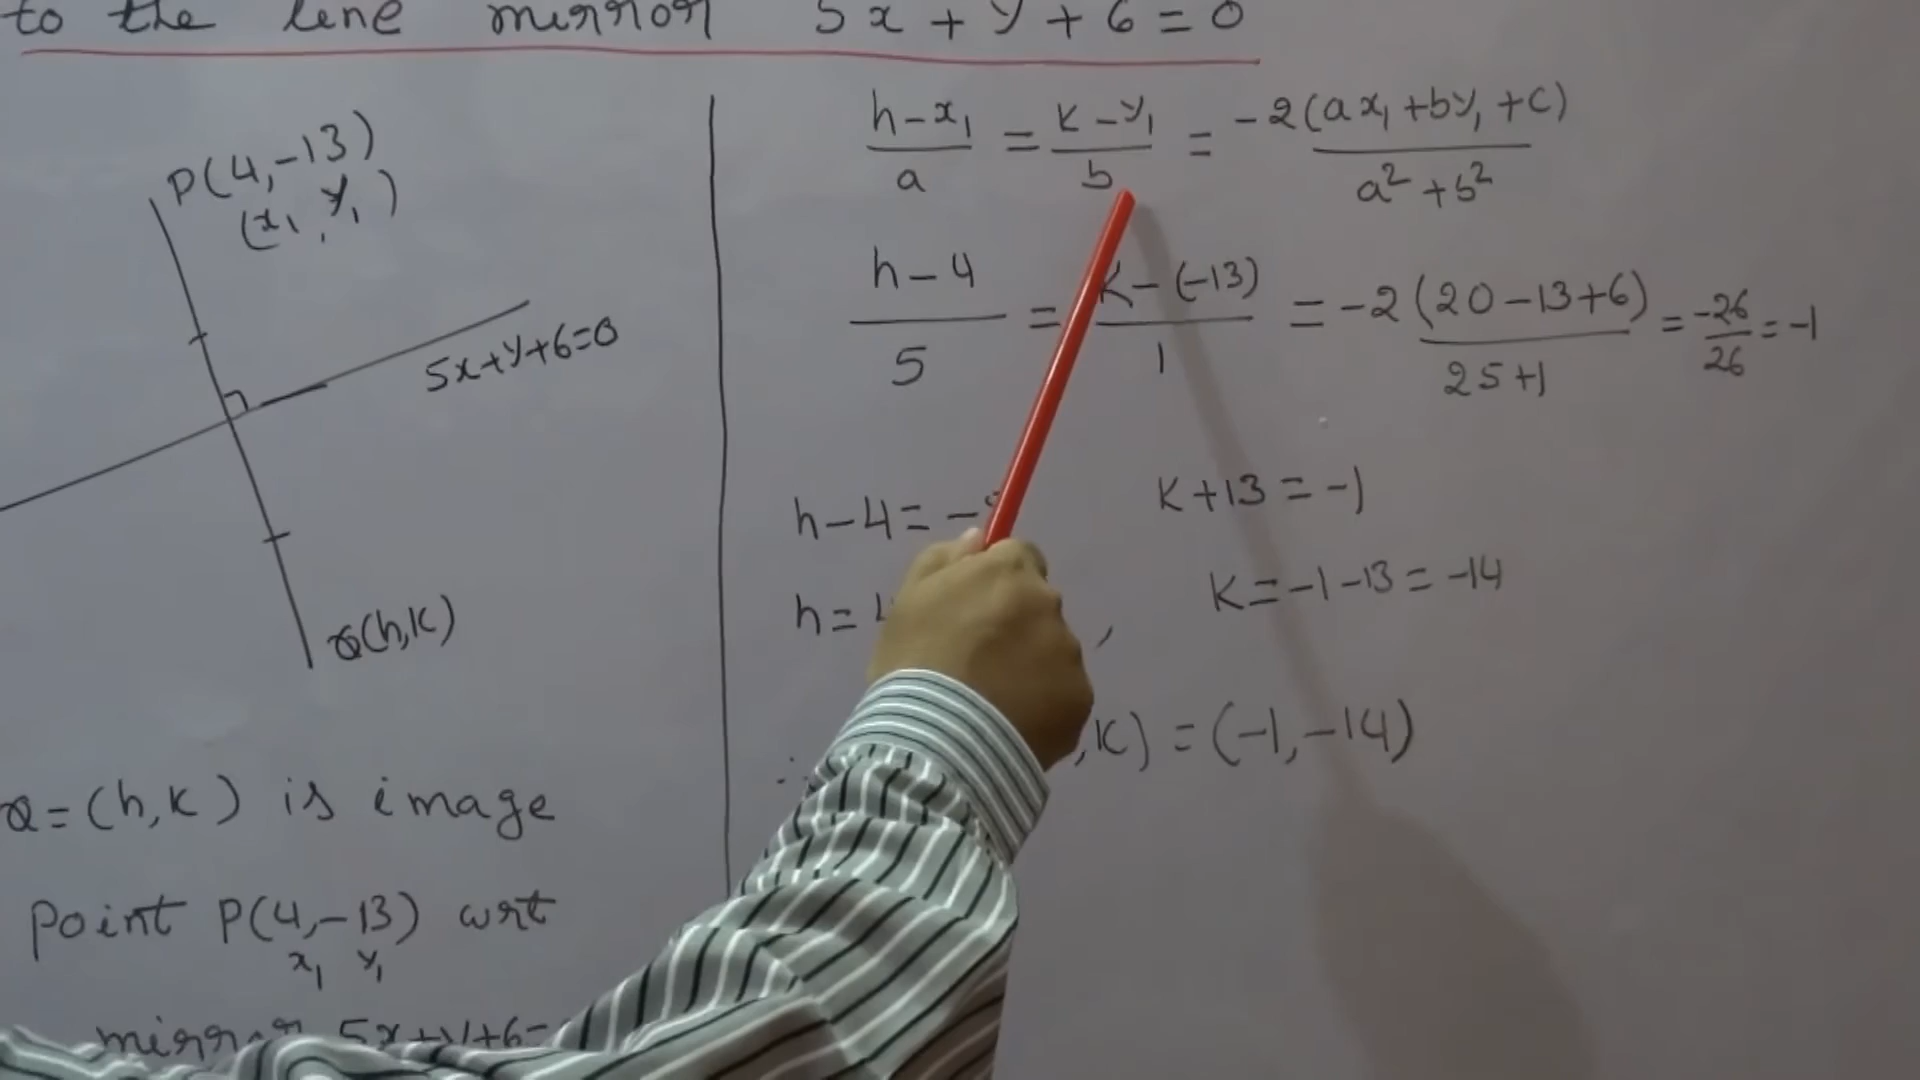 to the line mirror 5x + y + 6 = 0
P(4, -13)
(x₁, y₁)
5x+y+6=0
Q(h,k)
Q = (h,k) is image
point P(4,-13) wrt
x₁ y₁
mirror 5x+y+6=
(h-x₁)/a = (k-y₁)/b = -2(ax₁+by₁+c)/(a²+b²)
(h-4)/5 = (k-(-13))/1 = -2(20-13+6)/(25+1) = -26/26 = -1
h-4 = -
k+13 = -1
h =
k = -1-13 = -14
∴ ,k) = (-1, -14)